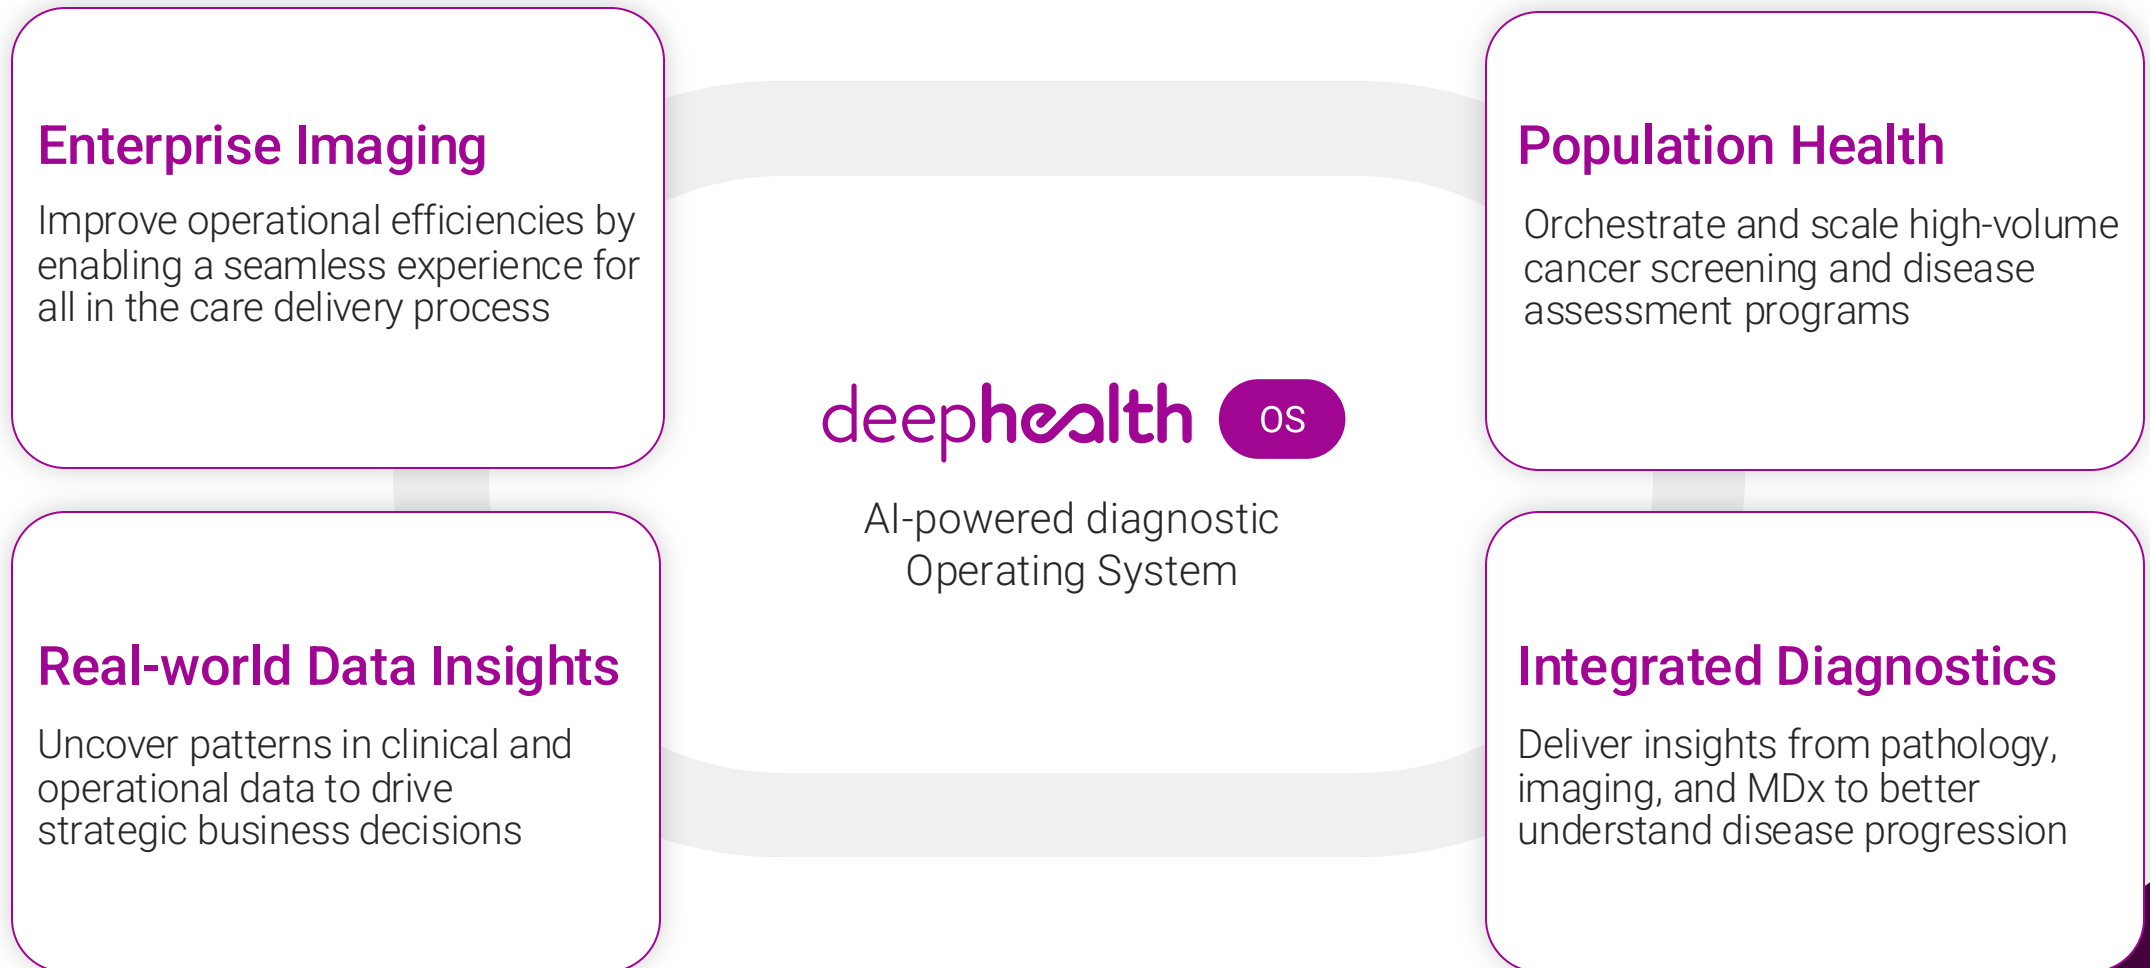 Enterprise Imaging
Improve operational efficiencies by
enabling a seamless experience for
all in the care delivery process
Population Health
Orchestrate and scale high-volume
cancer screening and disease
assessment programs
deephealth OS
AI-powered diagnostic
Operating System
Real-world Data Insights
Uncover patterns in clinical and
operational data to drive
strategic business decisions
Integrated Diagnostics
Deliver insights from pathology,
imaging, and MDx to better
understand disease progression